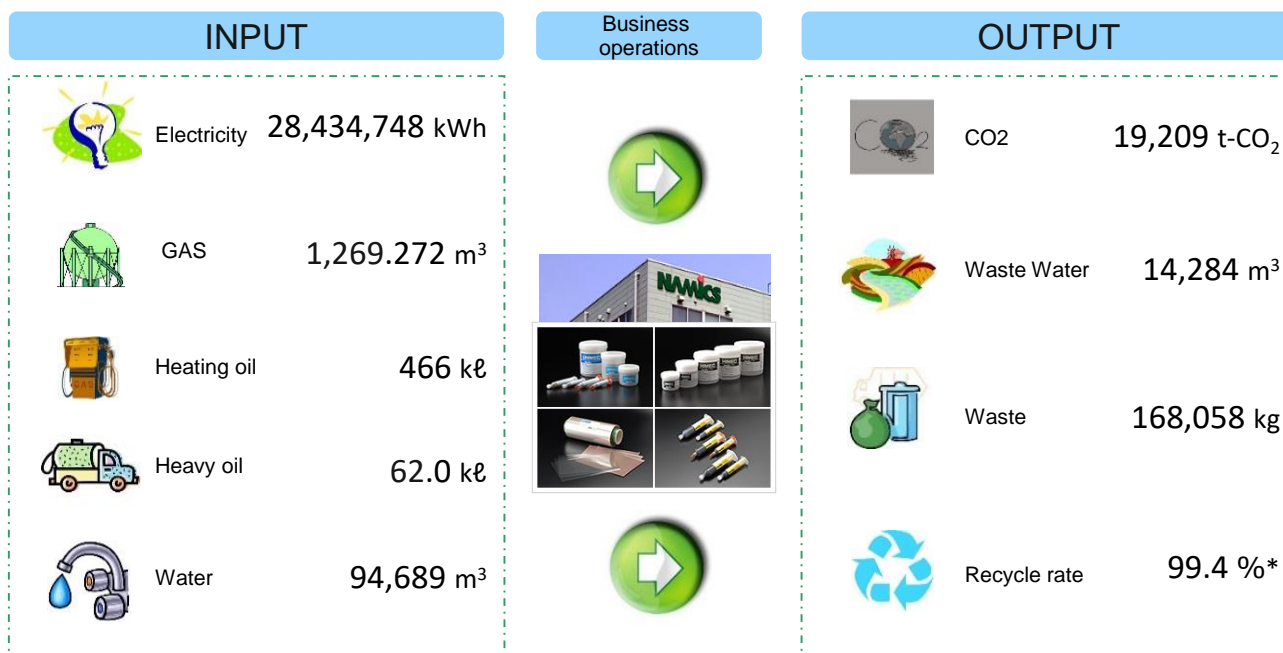 INPUT
Business
operations
OUTPUT
Electricity 28,434,748 kWh
GAS 1,269.272 m³
Heating oil 466 kℓ
Heavy oil 62.0 kℓ
Water 94,689 m³
NAMICS
CO2 19,209 t-CO₂
Waste Water 14,284 m³
Waste 168,058 kg
Recycle rate 99.4 %*